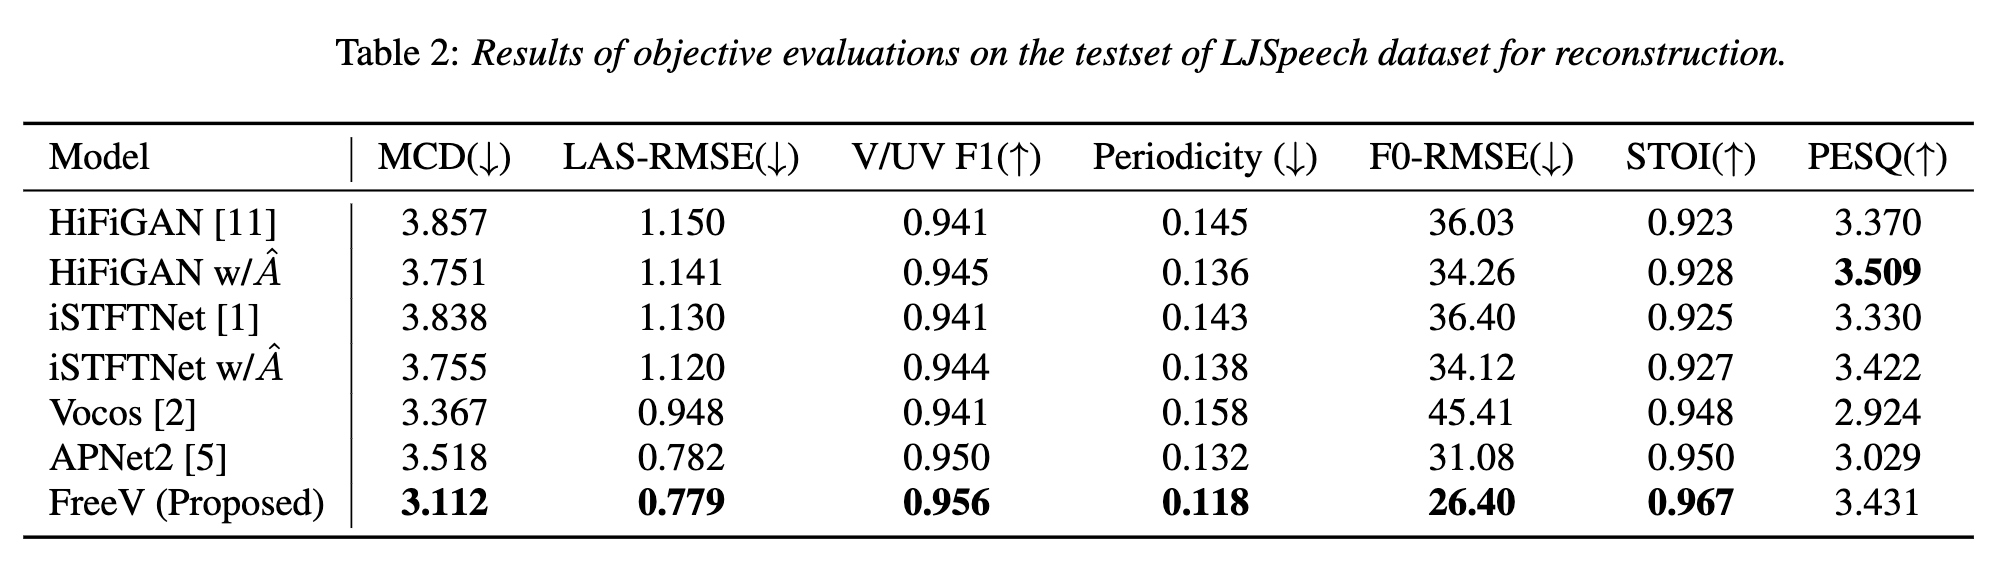 Table 2: Results of objective evaluations on the testset of LJSpeech dataset for reconstruction.
Model MCD(↓) LAS-RMSE(↓) V/UV F1(↑) Periodicity (↓) F0-RMSE(↓) STOI(↑) PESQ(↑)
HiFiGAN [11] 3.857 1.150 0.941 0.145 36.03 0.923 3.370
HiFiGAN w/Â 3.751 1.141 0.945 0.136 34.26 0.928 3.509
iSTFTNet [1] 3.838 1.130 0.941 0.143 36.40 0.925 3.330
iSTFTNet w/Â 3.755 1.120 0.944 0.138 34.12 0.927 3.422
Vocos [2] 3.367 0.948 0.941 0.158 45.41 0.948 2.924
APNet2 [5] 3.518 0.782 0.950 0.132 31.08 0.950 3.029
FreeV (Proposed) 3.112 0.779 0.956 0.118 26.40 0.967 3.431